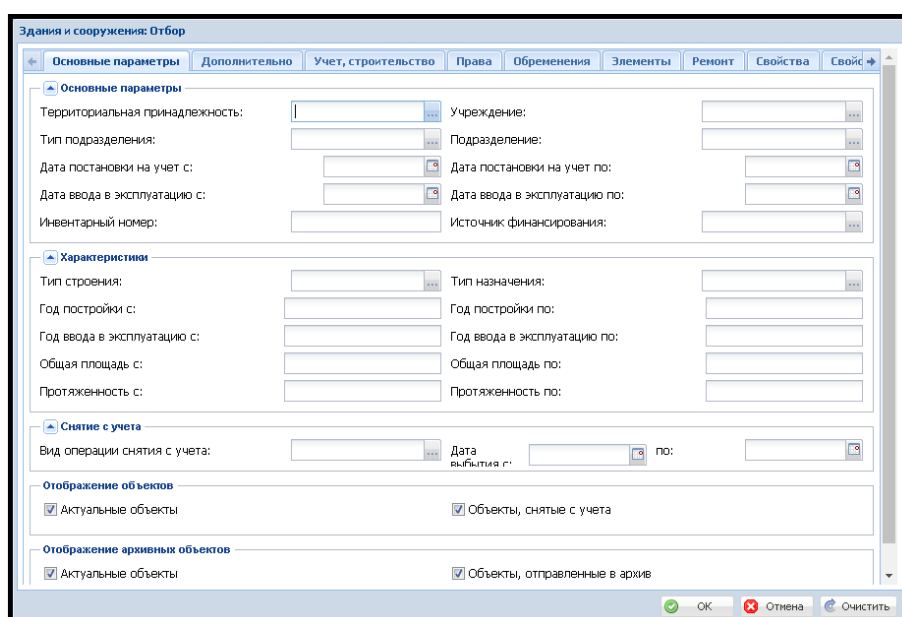 Здания и сооружения: Отбор
Основные параметры Дополнительно Учет, строительство Права Обременения Элементы Ремонт Свойства Свойс
Основные параметры
Территориальная принадлежность: ... Учреждение: ...
Тип подразделения: ... Подразделение: ...
Дата постановки на учет с: Дата постановки на учет по:
Дата ввода в эксплуатацию с: Дата ввода в эксплуатацию по:
Инвентарный номер: Источник финансирования: ...
Характеристики
Тип строения: ... Тип назначения: ...
Год постройки с: Год постройки по:
Год ввода в эксплуатацию с: Год ввода в эксплуатацию по:
Общая площадь с: Общая площадь по:
Протяженность с: Протяженность по:
Снятие с учета
Вид операции снятия с учета: ... Дата выбытия с: по:
Отображение объектов
Актуальные объекты Объекты, снятые с учета
Отображение архивных объектов
Актуальные объекты Объекты, отправленные в архив
OK Отмена Очистить